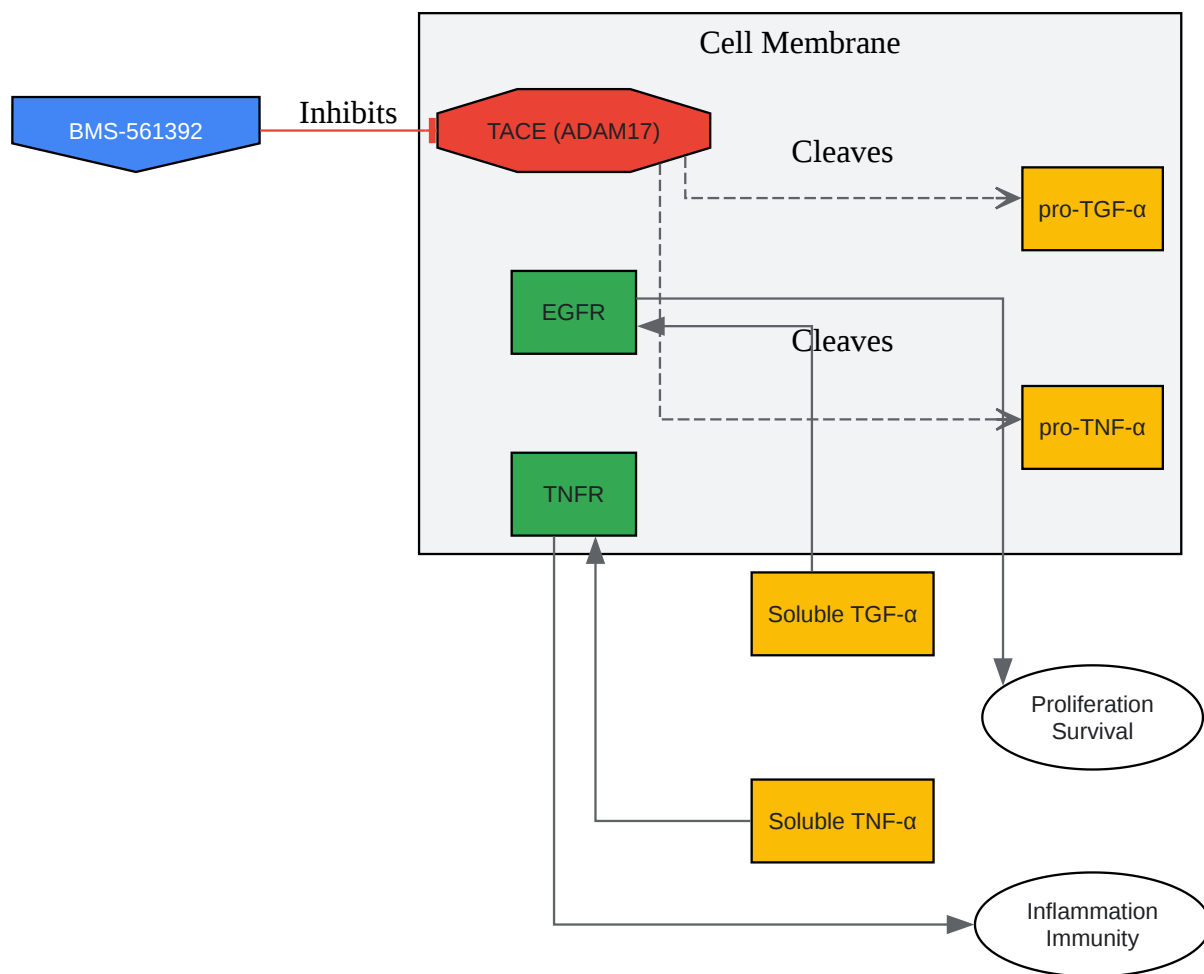 Cell Membrane
BMS-561392
Inhibits
TACE (ADAM17)
Cleaves
pro-TGF-α
EGFR
Cleaves
pro-TNF-α
TNFR
Soluble TGF-α
Proliferation
Survival
Soluble TNF-α
Inflammation
Immunity